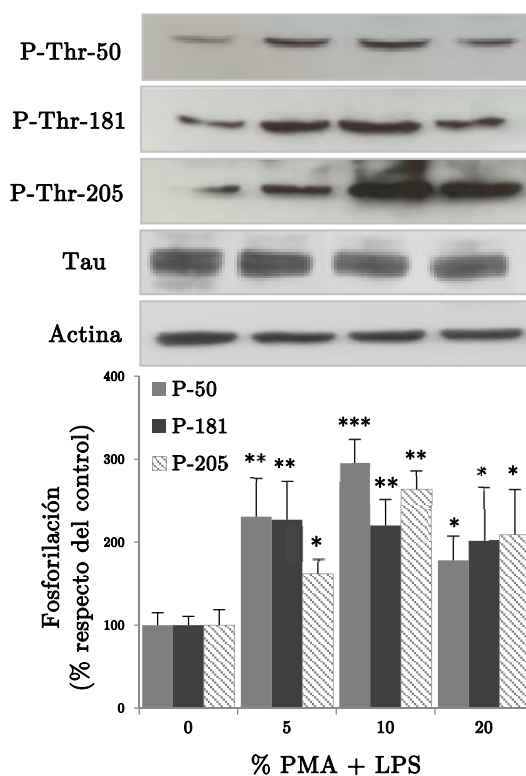 P-Thr-50
P-Thr-181
P-Thr-205
Tau
Actina
400
300
200
100
0
Fosforilación
(% respecto del control)
P-50
P-181
P-205
** ** *
*** ** **
* * *
0 5 10 20
% PMA + LPS